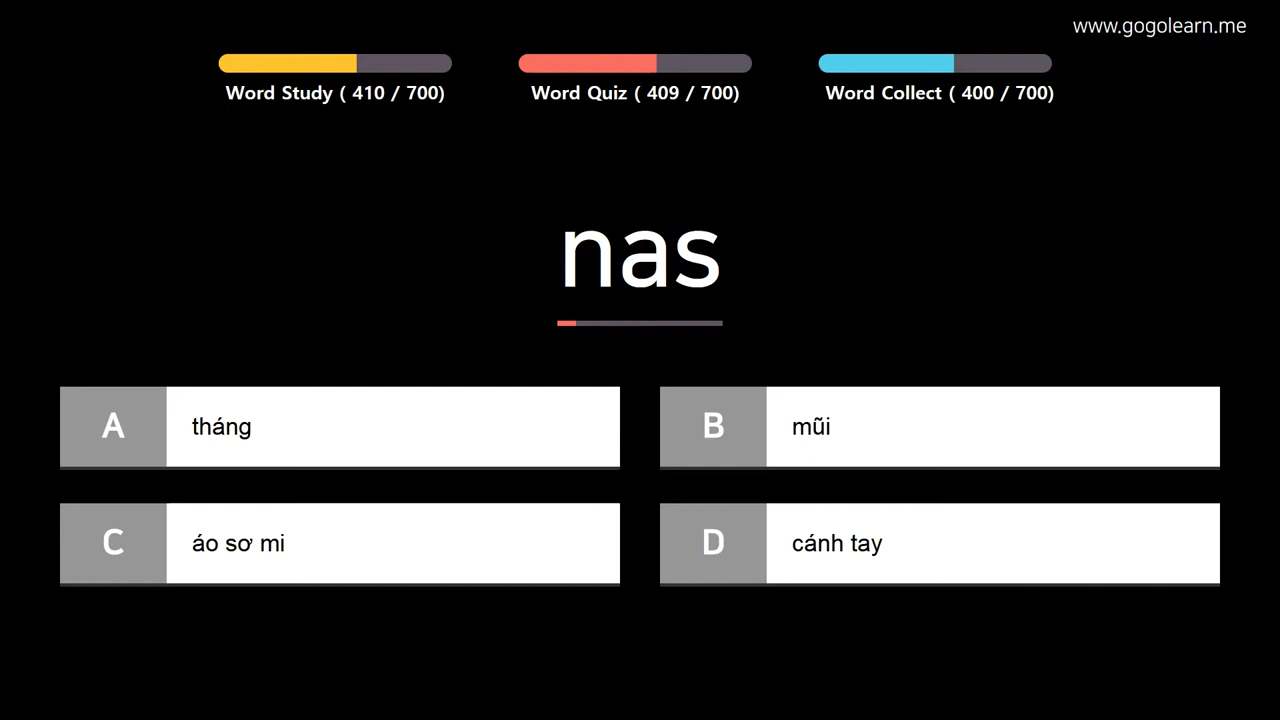 www.gogolearn.me
Word Study ( 410 / 700)
Word Quiz ( 409 / 700)
Word Collect ( 400 / 700)
nas
A tháng
B mũi
C áo sơ mi
D cánh tay